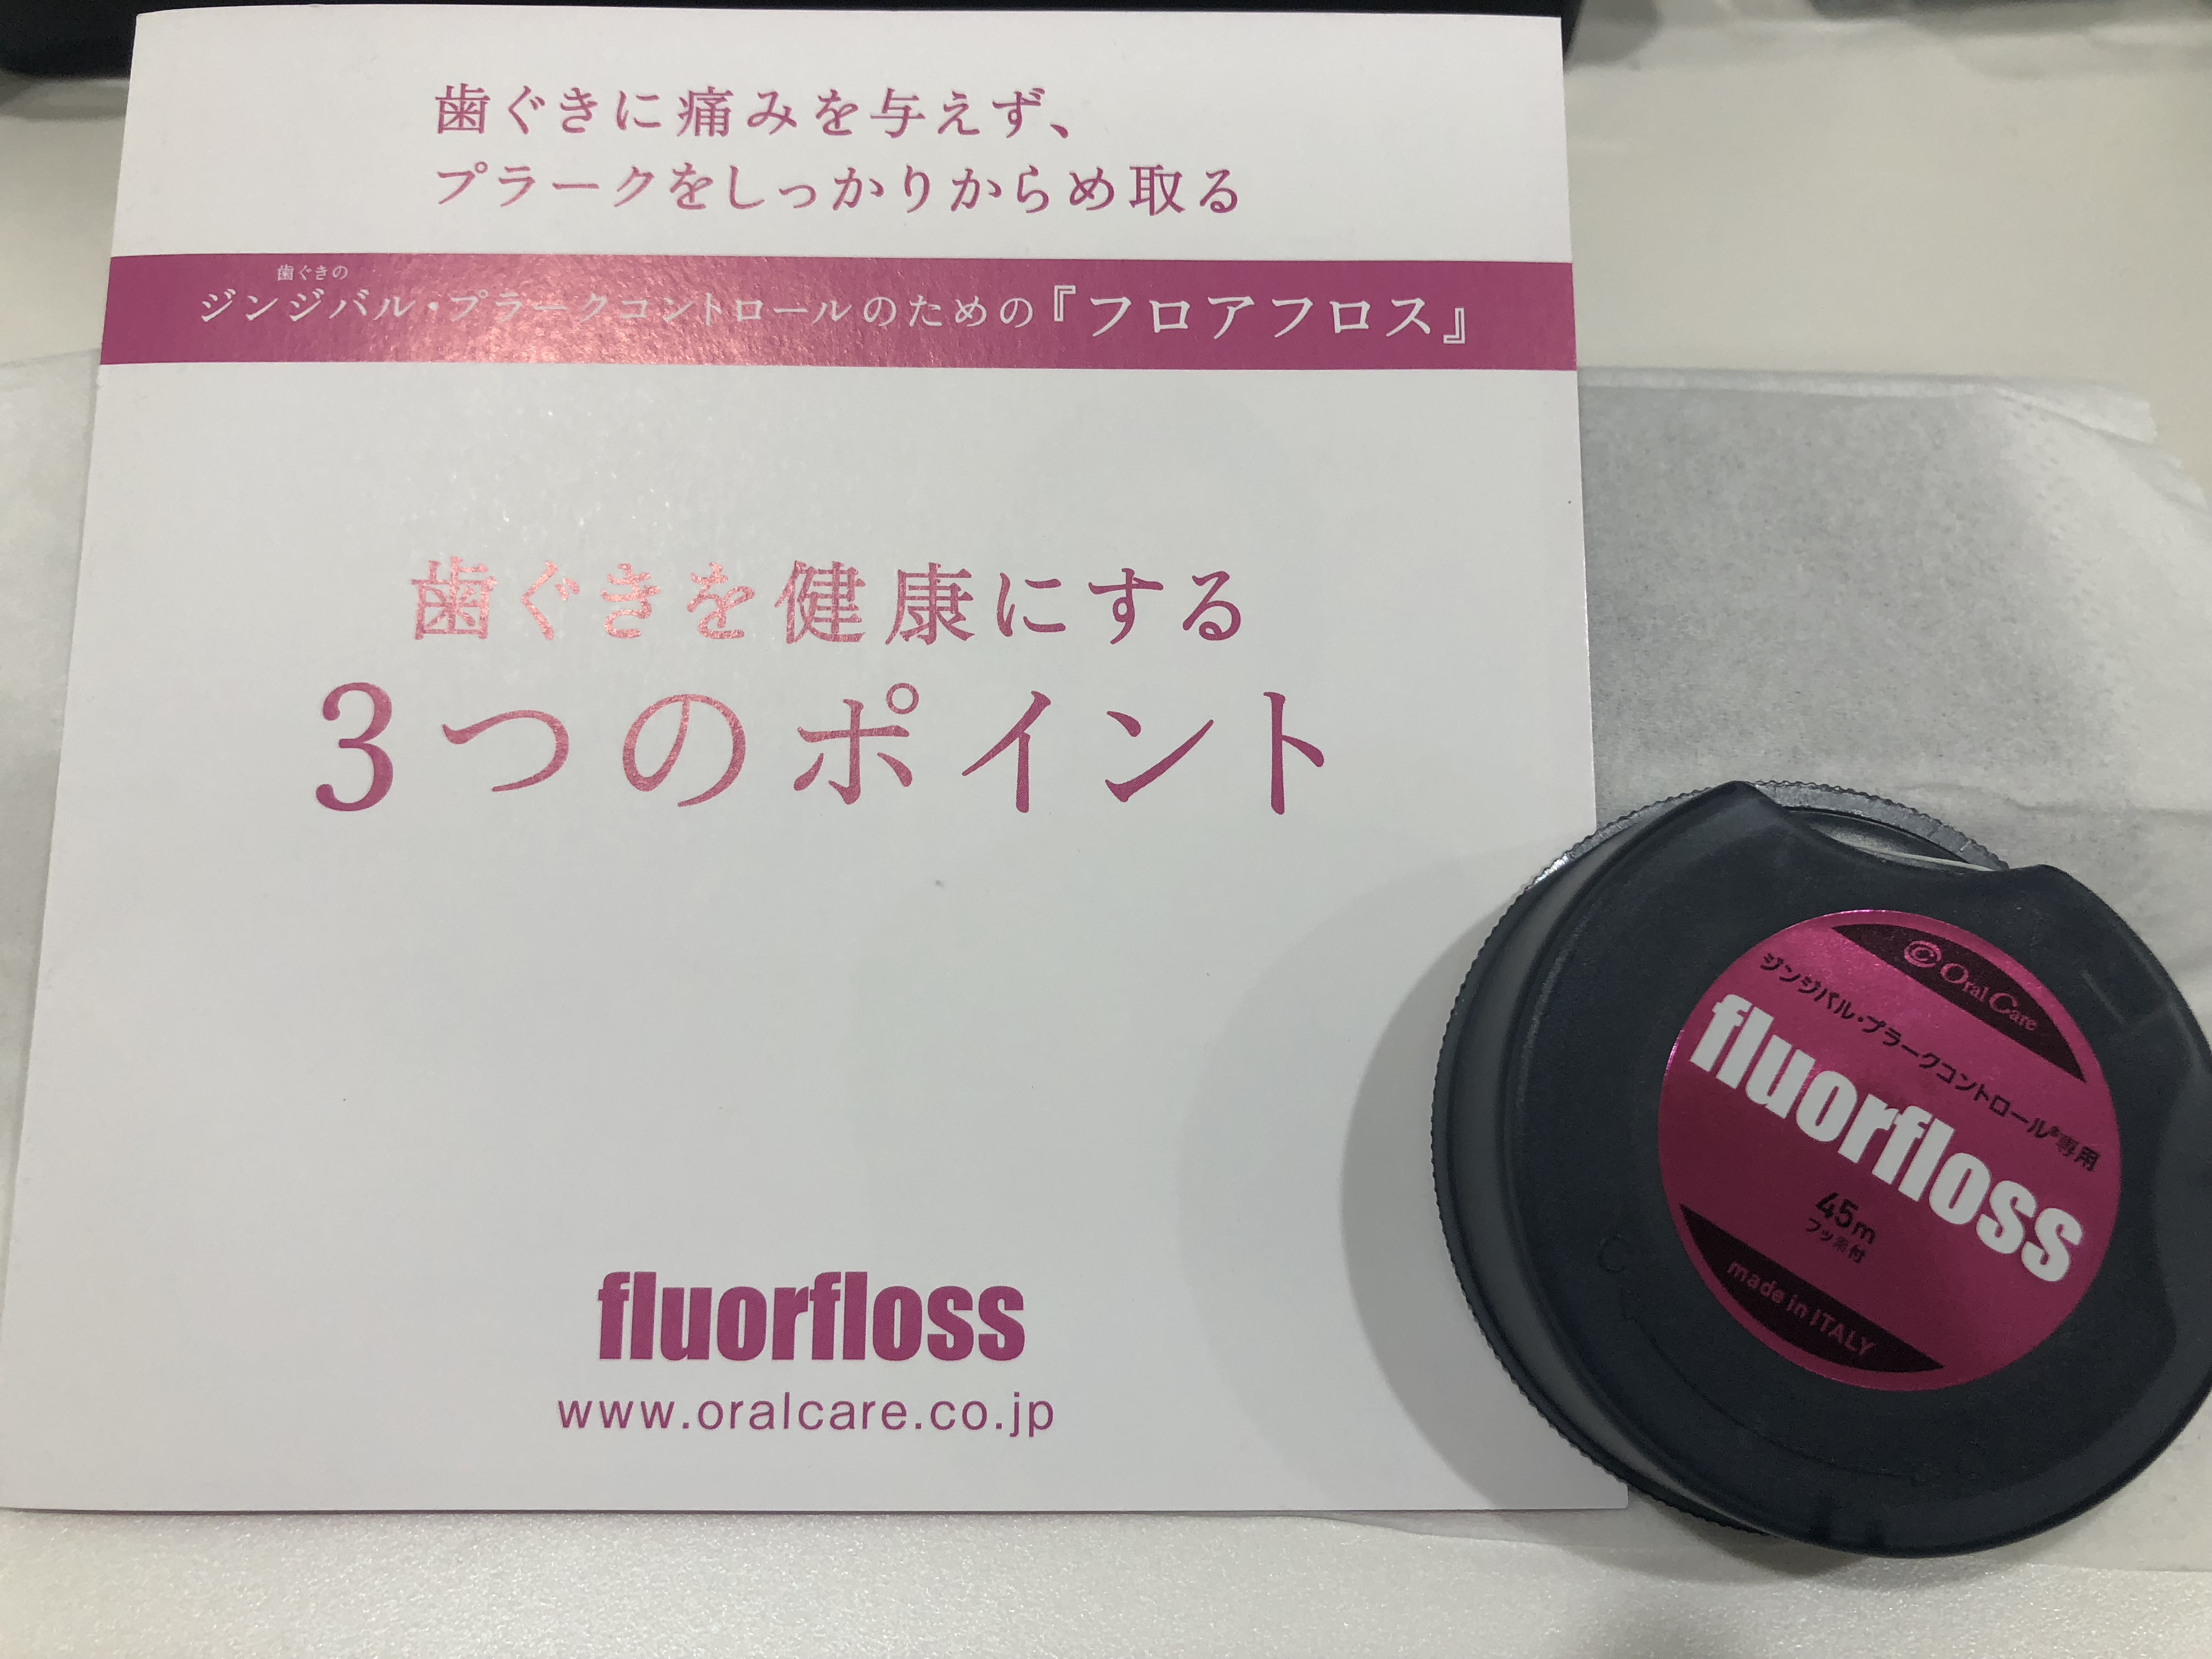 歯ぐきに痛みを与えず、
プラークをしっかりからめ取る
歯ぐきの
ジンジバル・プラークコントロールのための『フロアフロス』
歯ぐきを健康にする
3つのポイント
fluorfloss
www.oralcare.co.jp
Oral Care
ジンジバル・プラークコントロール®専用
fluorfloss
45m
フッ素付
made in ITALY